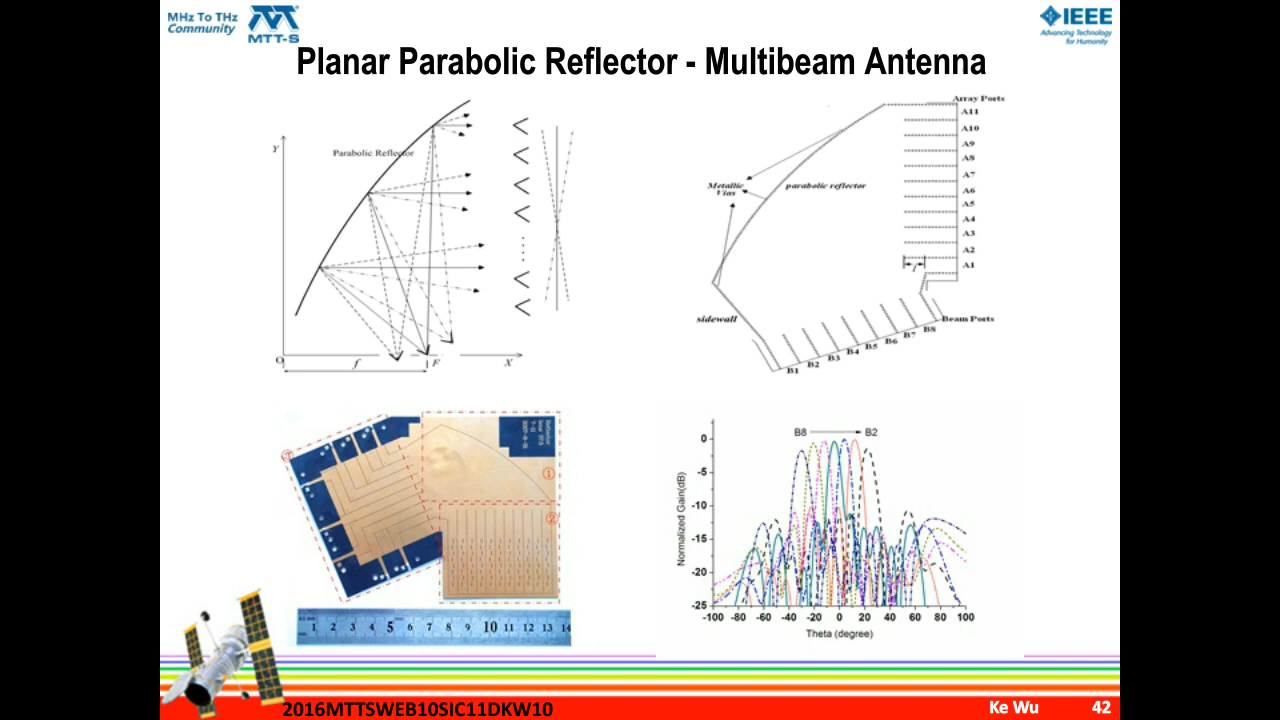 MHz To THz
Community
MTT-S
IEEE
Advancing Technology
for Humanity
Planar Parabolic Reflector - Multibeam Antenna
Y
Parabolic Reflector
O
f
F
X
Array Ports
A11
A10
A9
A8
A7
A6
A5
A4
A3
A2
A1
Metallic
Vias
parabolic reflector
sidewall
Beam Ports
B1
B2
B3
B4
B5
B6
B7
B8
①
②
1 2 3 4 5 6 7 8 9 10 11 12 13 14
B8
B2
Normalized Gain(dB)
0
-5
-10
-15
-20
-25
-100 -80 -60 -40 -20 0 20 40 60 80 100
Theta (degree)
2016MTTSWEB10SIC11DKW10
Ke Wu
42